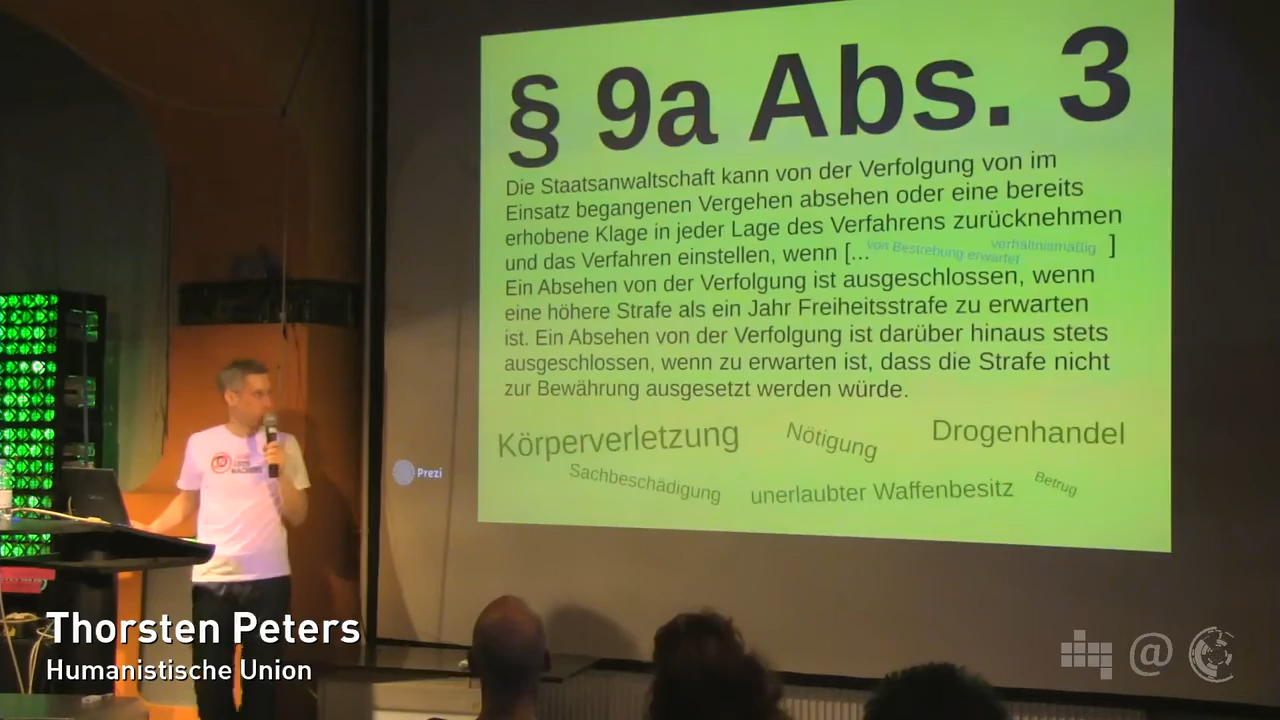 § 9a Abs. 3
Die Staatsanwaltschaft kann von der Verfolgung von im
Einsatz begangenen Vergehen absehen oder eine bereits
erhobene Klage in jeder Lage des Verfahrens zurücknehmen
und das Verfahren einstellen, wenn [... von Bestrebung erwartet verhältnismäßig ]
Ein Absehen von der Verfolgung ist ausgeschlossen, wenn
eine höhere Strafe als ein Jahr Freiheitsstrafe zu erwarten
ist. Ein Absehen von der Verfolgung ist darüber hinaus stets
ausgeschlossen, wenn zu erwarten ist, dass die Strafe nicht
zur Bewährung ausgesetzt werden würde.
Körperverletzung Nötigung Drogenhandel
Sachbeschädigung unerlaubter Waffenbesitz Betrug
Prezi
Thorsten Peters
Humanistische Union
@